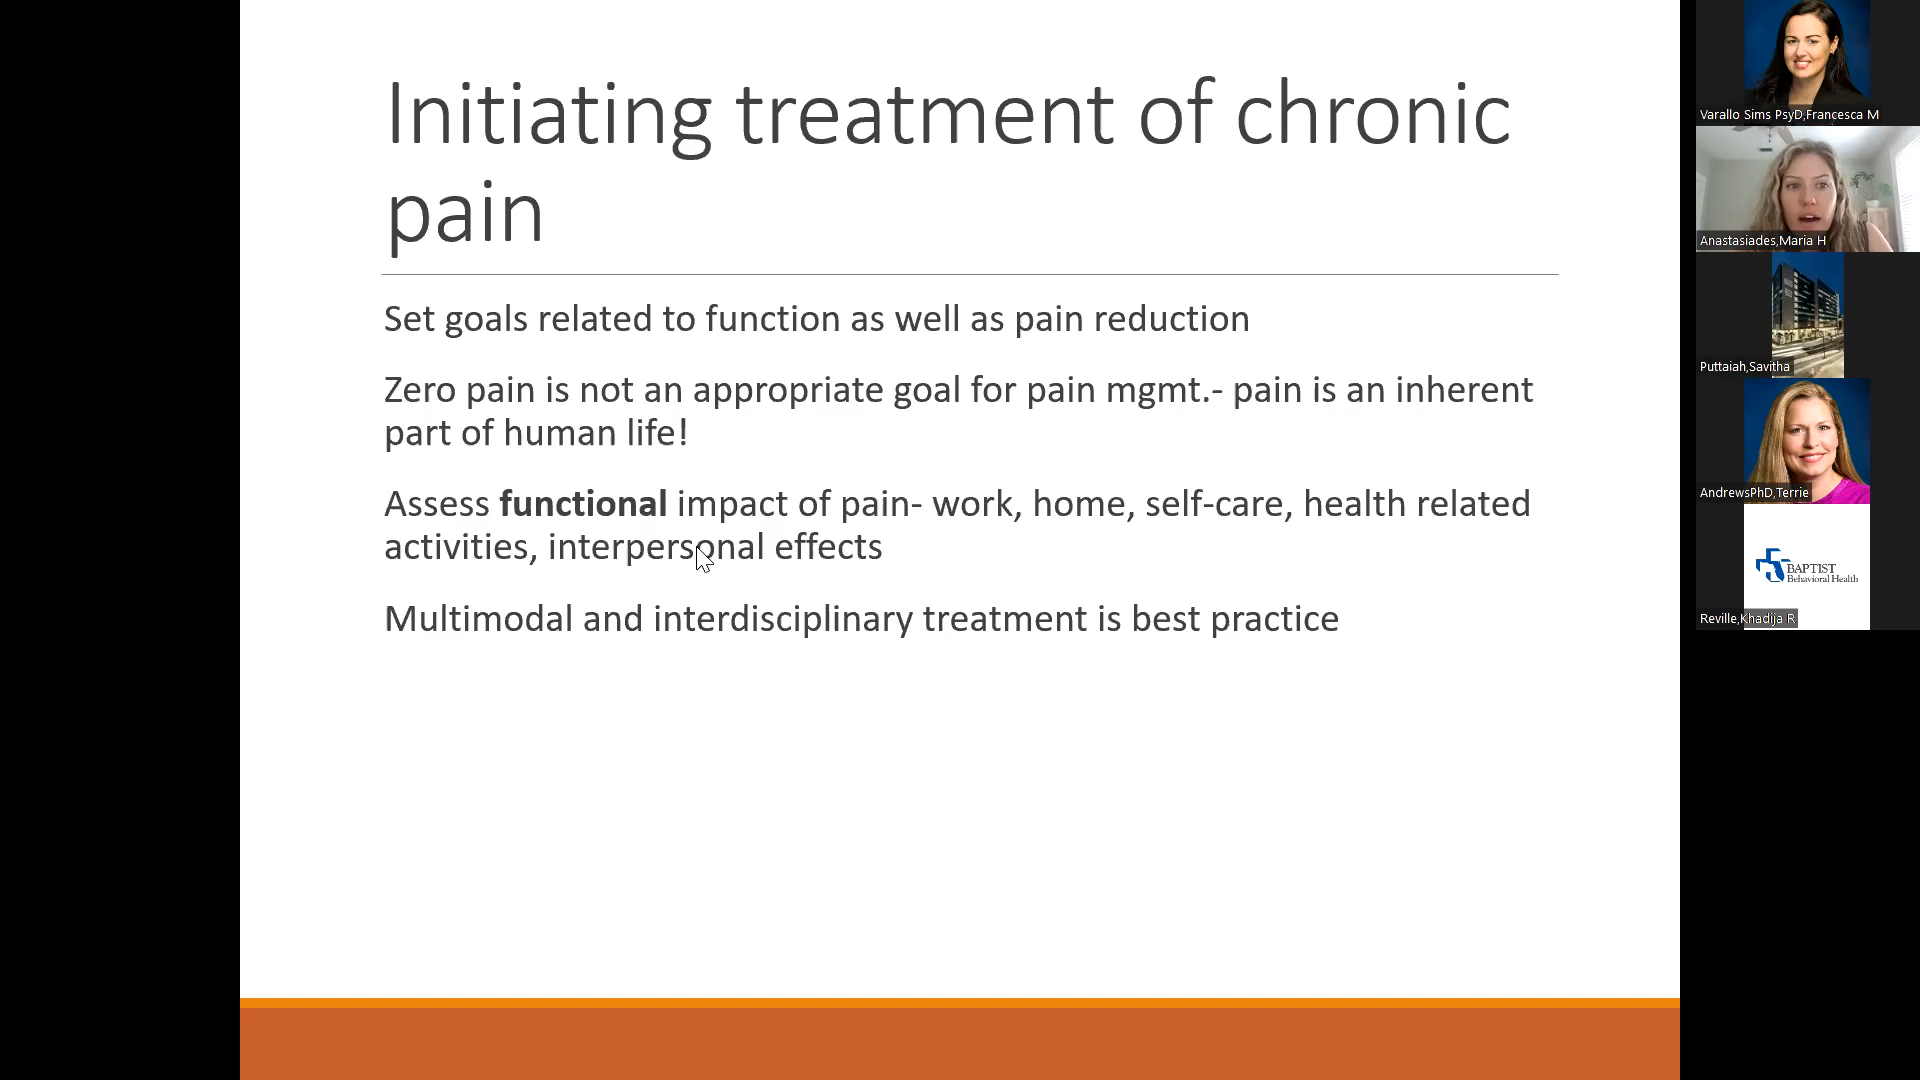 Initiating treatment of chronic
pain
Set goals related to function as well as pain reduction
Zero pain is not an appropriate goal for pain mgmt.- pain is an inherent
part of human life!
Assess functional impact of pain- work, home, self-care, health related
activities, interpersonal effects
Multimodal and interdisciplinary treatment is best practice
Varallo Sims PsyD,Francesca M
Anastasiades,Maria H
Puttaiah,Savitha
AndrewsPhD,Terrie
BAPTIST
Behavioral Health
Reville,Khadija R